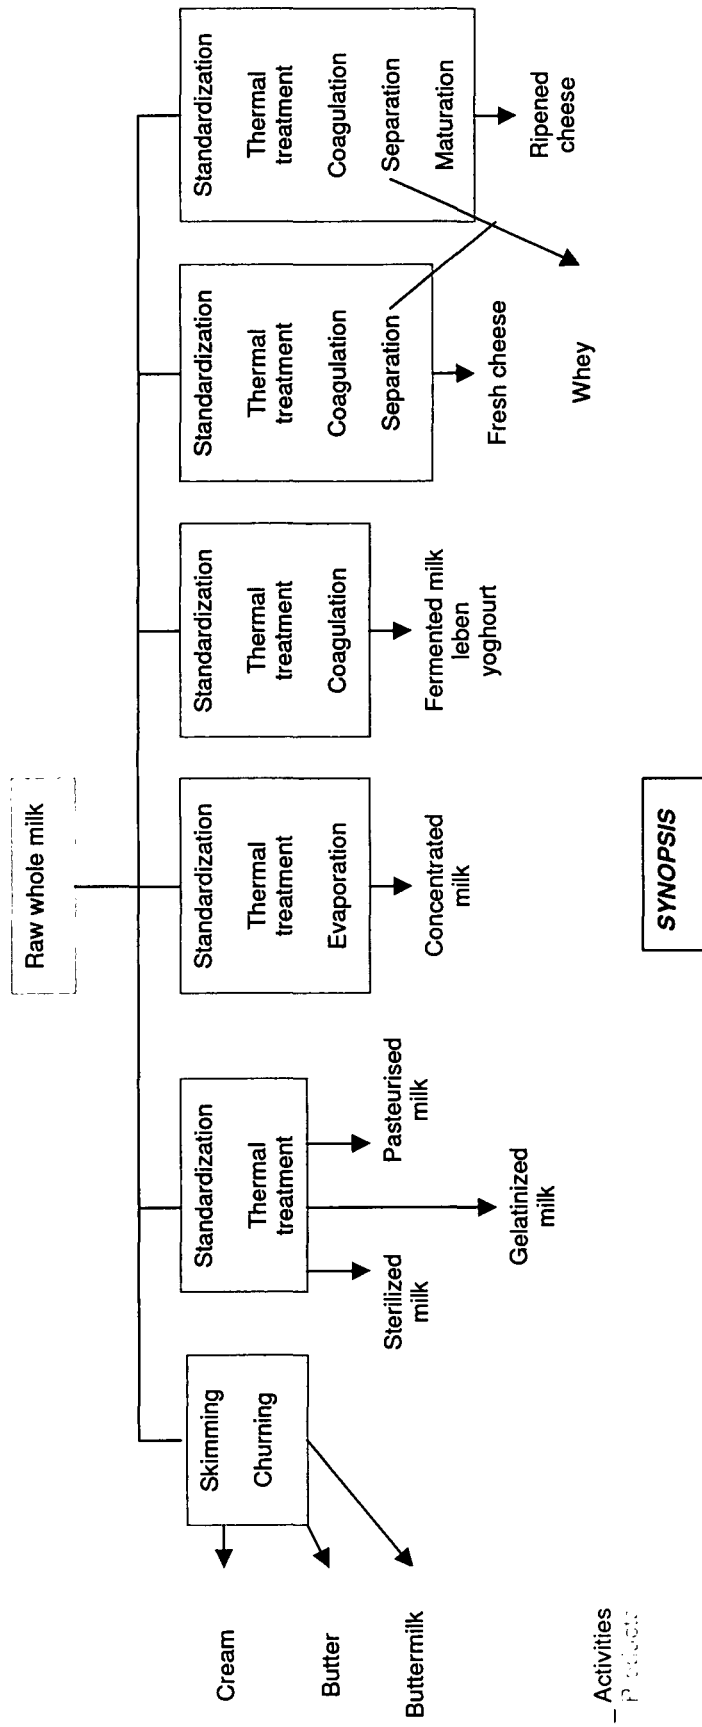 Raw whole milk
Skimming
Churning
Cream
Butter
Buttermilk
Standardization
Thermal
treatment
Sterilized
milk
Gelatinized
milk
Pasteurised
milk
Standardization
Thermal
treatment
Evaporation
Concentrated
milk
Standardization
Thermal
treatment
Coagulation
Fermented milk
leben
yoghourt
Standardization
Thermal
treatment
Coagulation
Separation
Fresh cheese
Standardization
Thermal
treatment
Coagulation
Separation
Maturation
Ripened
cheese
Whey
SYNOPSIS
– Activities